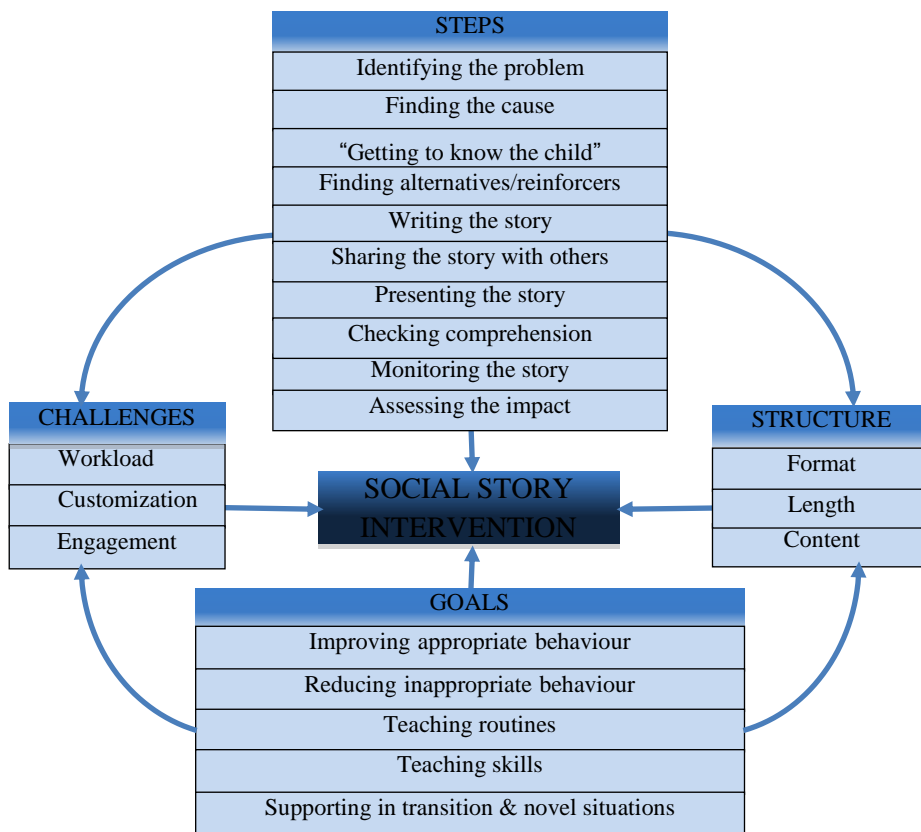 STEPS
Identifying the problem
Finding the cause
“Getting to know the child”
Finding alternatives/reinforcers
Writing the story
Sharing the story with others
Presenting the story
Checking comprehension
Monitoring the story
Assessing the impact
CHALLENGES
Workload
Customization
Engagement
SOCIAL STORY
INTERVENTION
STRUCTURE
Format
Length
Content
GOALS
Improving appropriate behaviour
Reducing inappropriate behaviour
Teaching routines
Teaching skills
Supporting in transition & novel situations